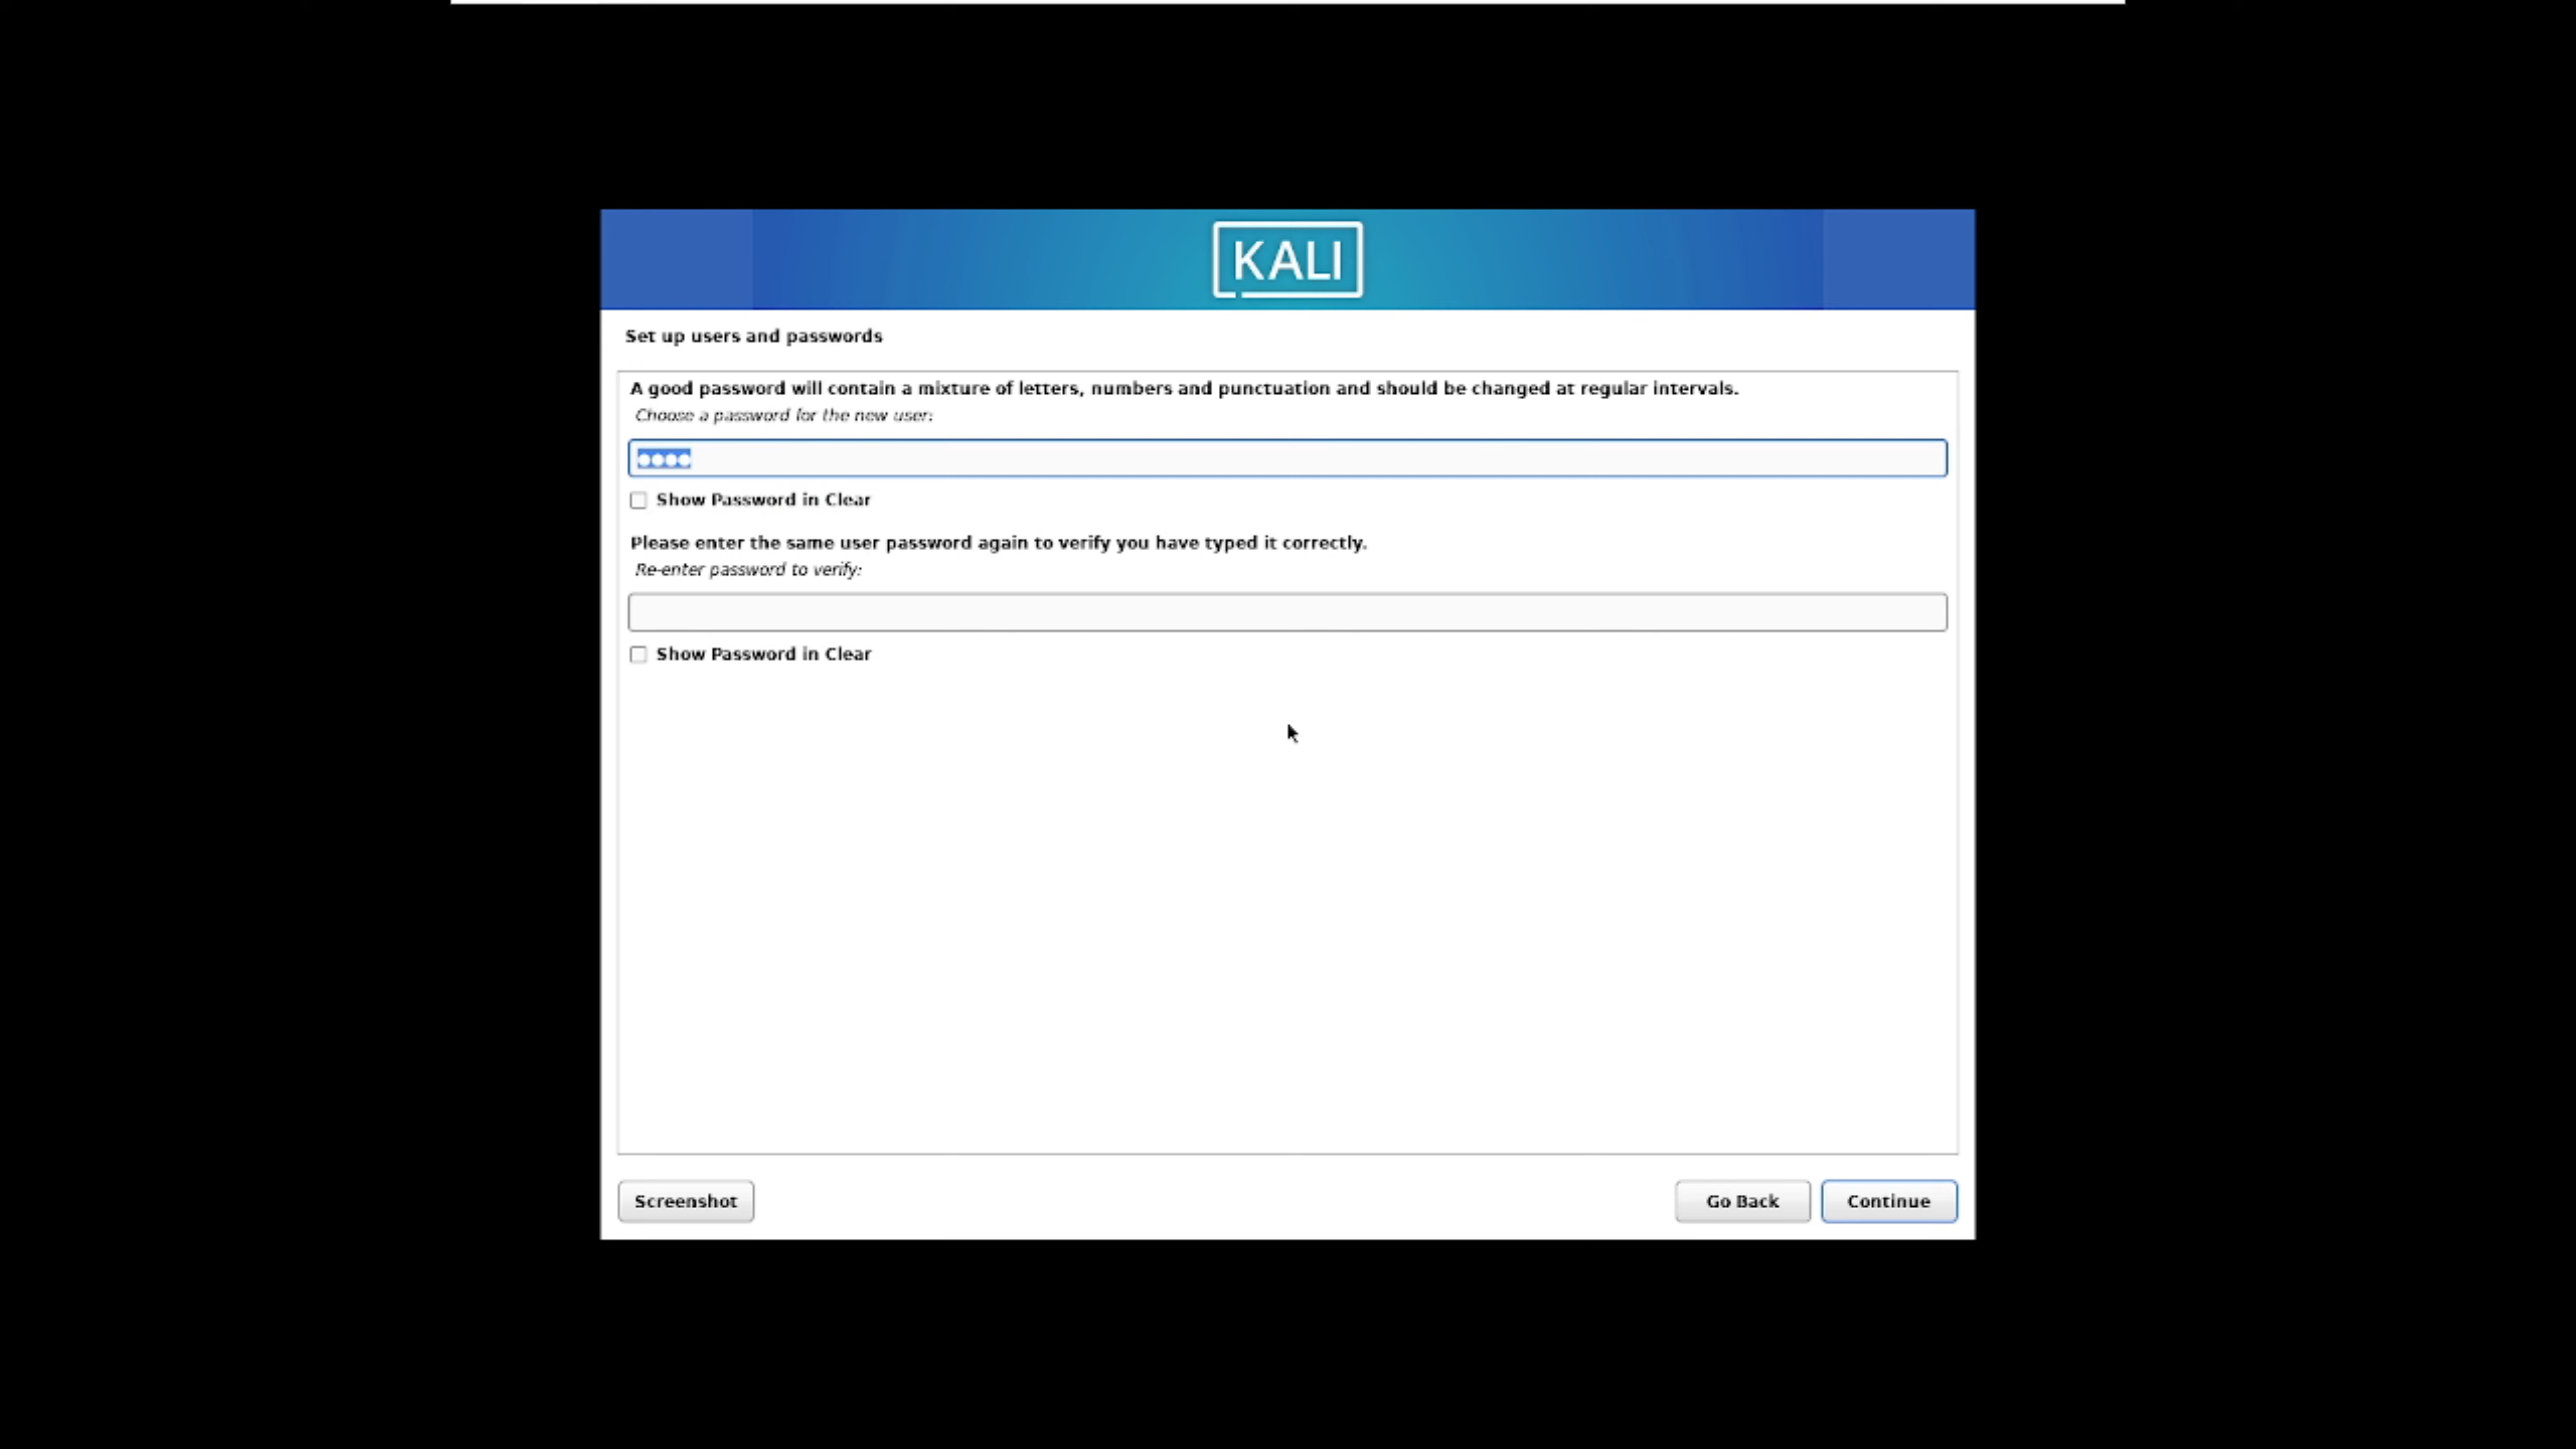 KALI
Set up users and passwords
A good password will contain a mixture of letters, numbers and punctuation and should be changed at regular intervals.
Choose a password for the new user:
●●●●
Show Password in Clear
Please enter the same user password again to verify you have typed it correctly.
Re-enter password to verify:
Show Password in Clear
Screenshot
Go Back
Continue